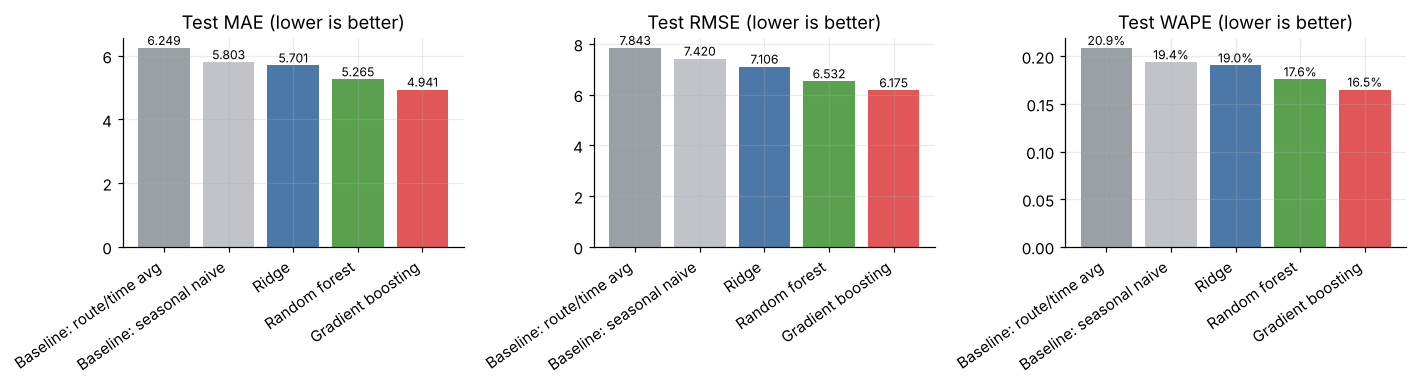 Test MAE (lower is better)
6.249
5.803
5.701
5.265
4.941
6
4
2
0
Baseline: route/time avg
Baseline: seasonal naive
Ridge
Random forest
Gradient boosting
Test RMSE (lower is better)
7.843
7.420
7.106
6.532
6.175
8
6
4
2
0
Baseline: route/time avg
Baseline: seasonal naive
Ridge
Random forest
Gradient boosting
Test WAPE (lower is better)
20.9%
19.4%
19.0%
17.6%
16.5%
0.20
0.15
0.10
0.05
0.00
Baseline: route/time avg
Baseline: seasonal naive
Ridge
Random forest
Gradient boosting